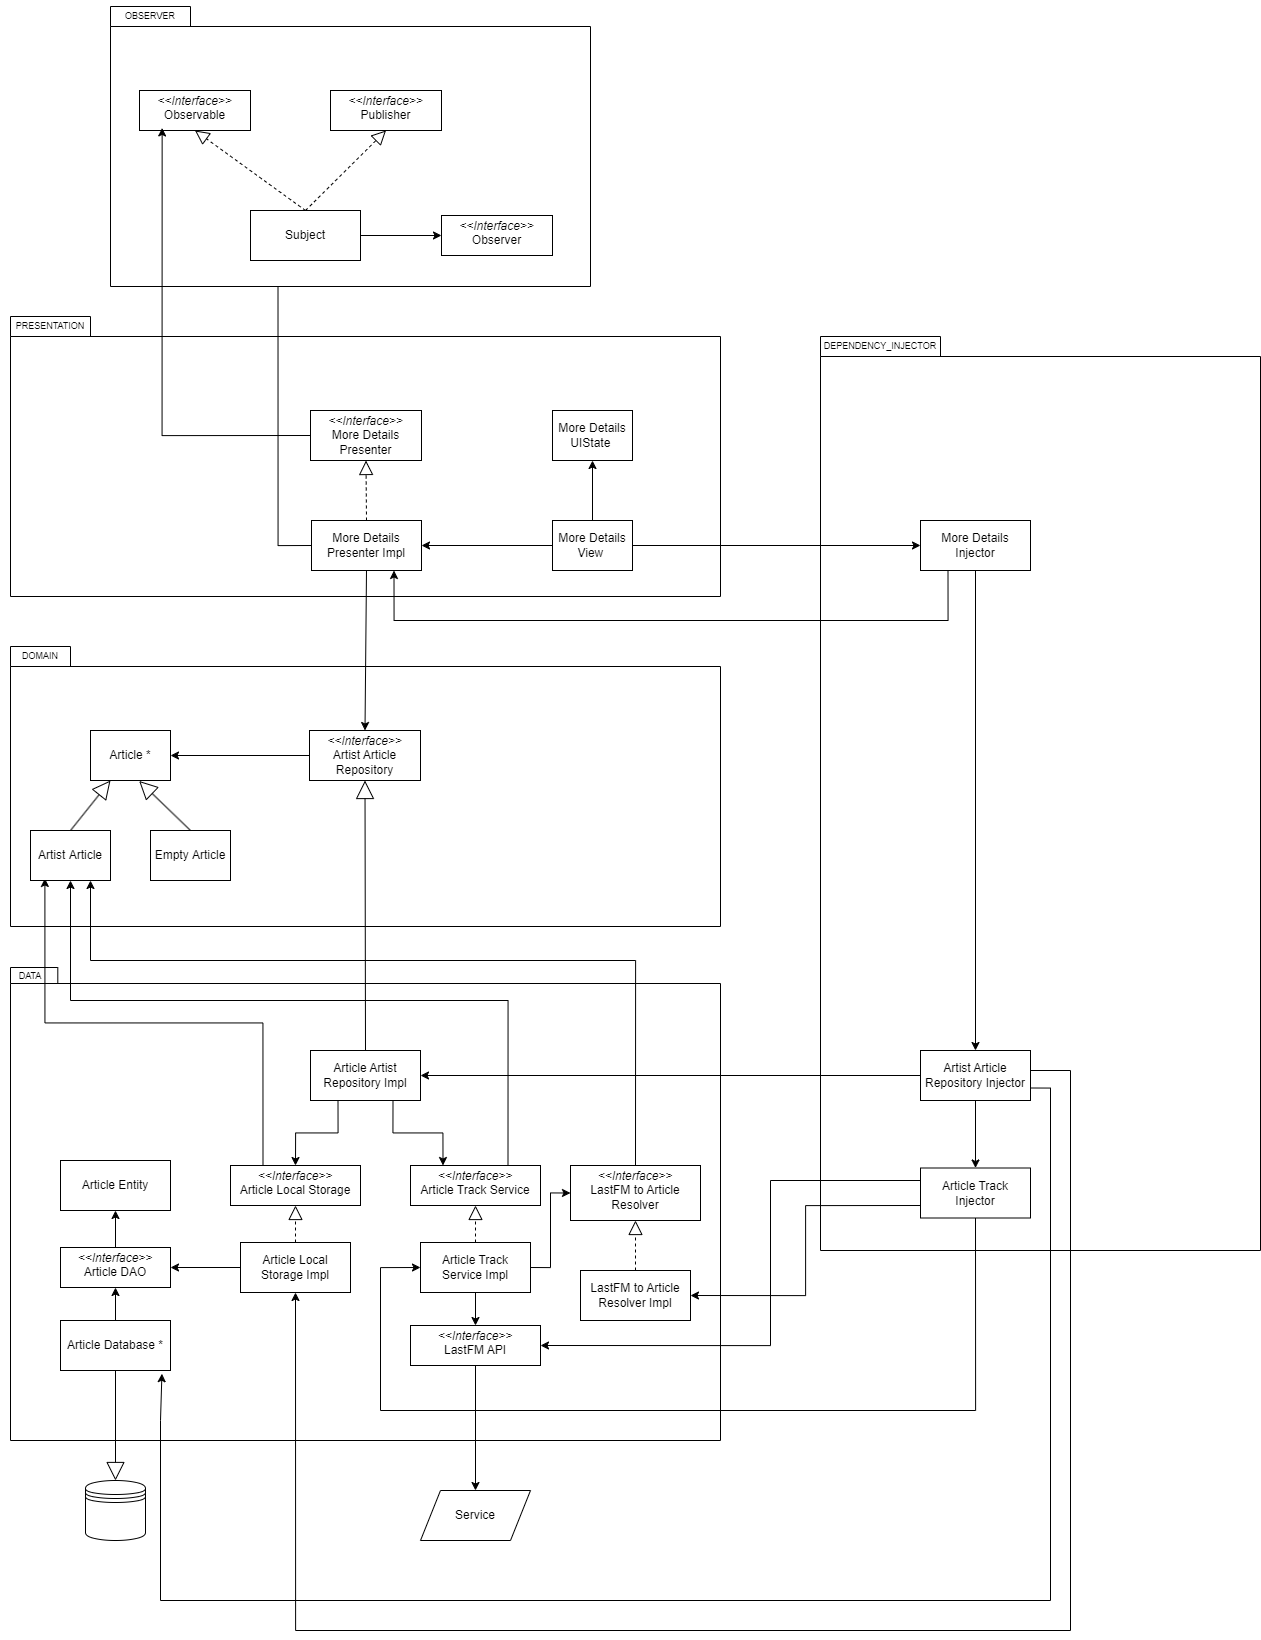 OBSERVER
<<Interface>>
Observable
<<Interface>>
Publisher
Subject
<<Interface>>
Observer
PRESENTATION
<<Interface>>
More Details
Presenter
More Details
UIState
More Details
Presenter Impl
More Details
View
DEPENDENCY_INJECTOR
More Details
Injector
DOMAIN
Article *
<<Interface>>
Artist Article
Repository
Artist Article
Empty Article
DATA
Article Artist
Repository Impl
Artist Article
Repository Injector
Article Entity
<<Interface>>
Article Local Storage
<<Interface>>
Article Track Service
<<Interface>>
LastFM to Article
Resolver
Article Track
Injector
<<Interface>>
Article DAO
Article Local
Storage Impl
Article Track
Service Impl
LastFM to Article
Resolver Impl
Article Database *
<<Interface>>
LastFM API
Service